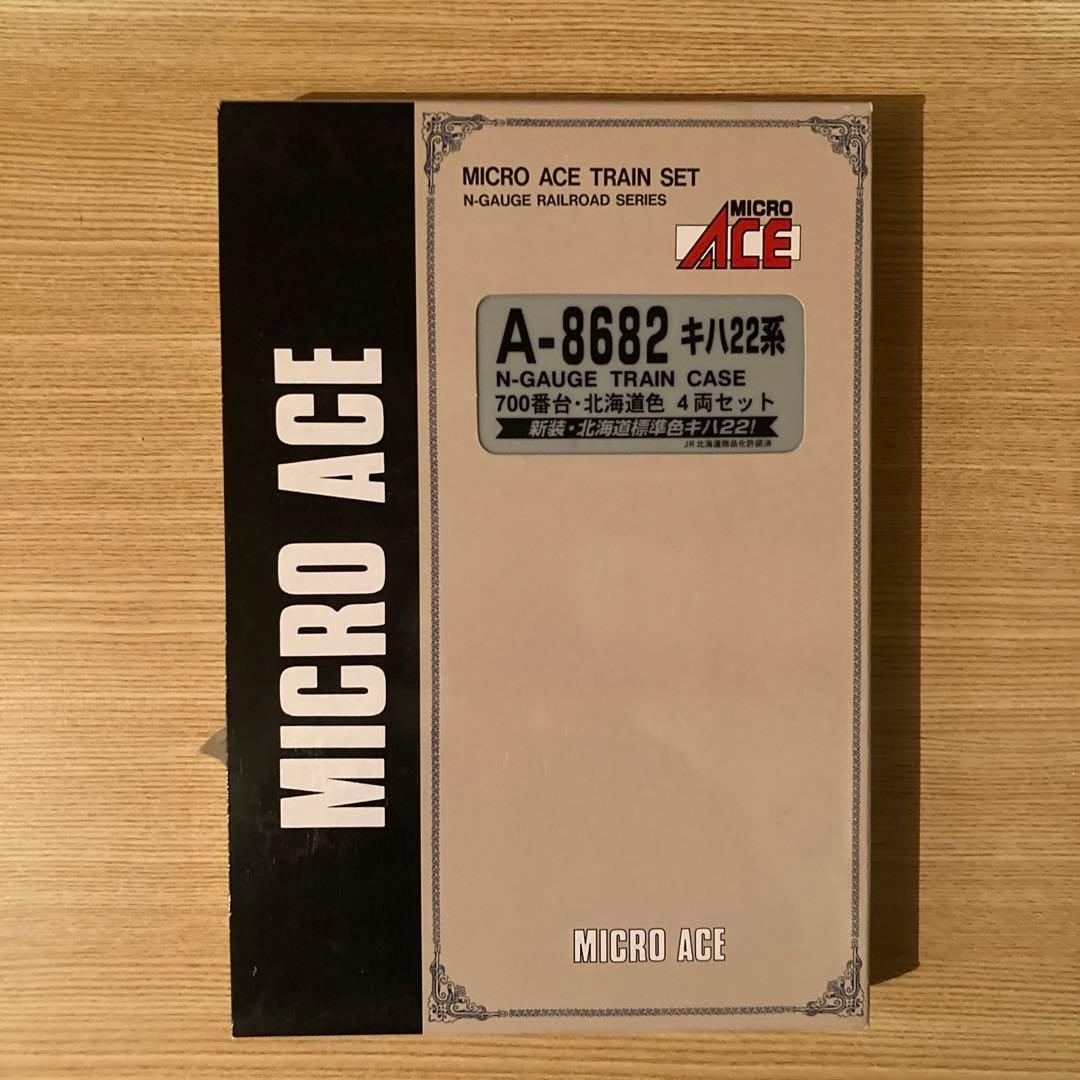 MICRO ACE
MICRO ACE TRAIN SET
N-GAUGE RAILROAD SERIES
MICRO
ACE
A-8682 キハ22系
N-GAUGE TRAIN CASE
700番台・北海道色 4両セット
新装・北海道標準色キハ22!
JR北海道商品化許諾済
MICRO ACE